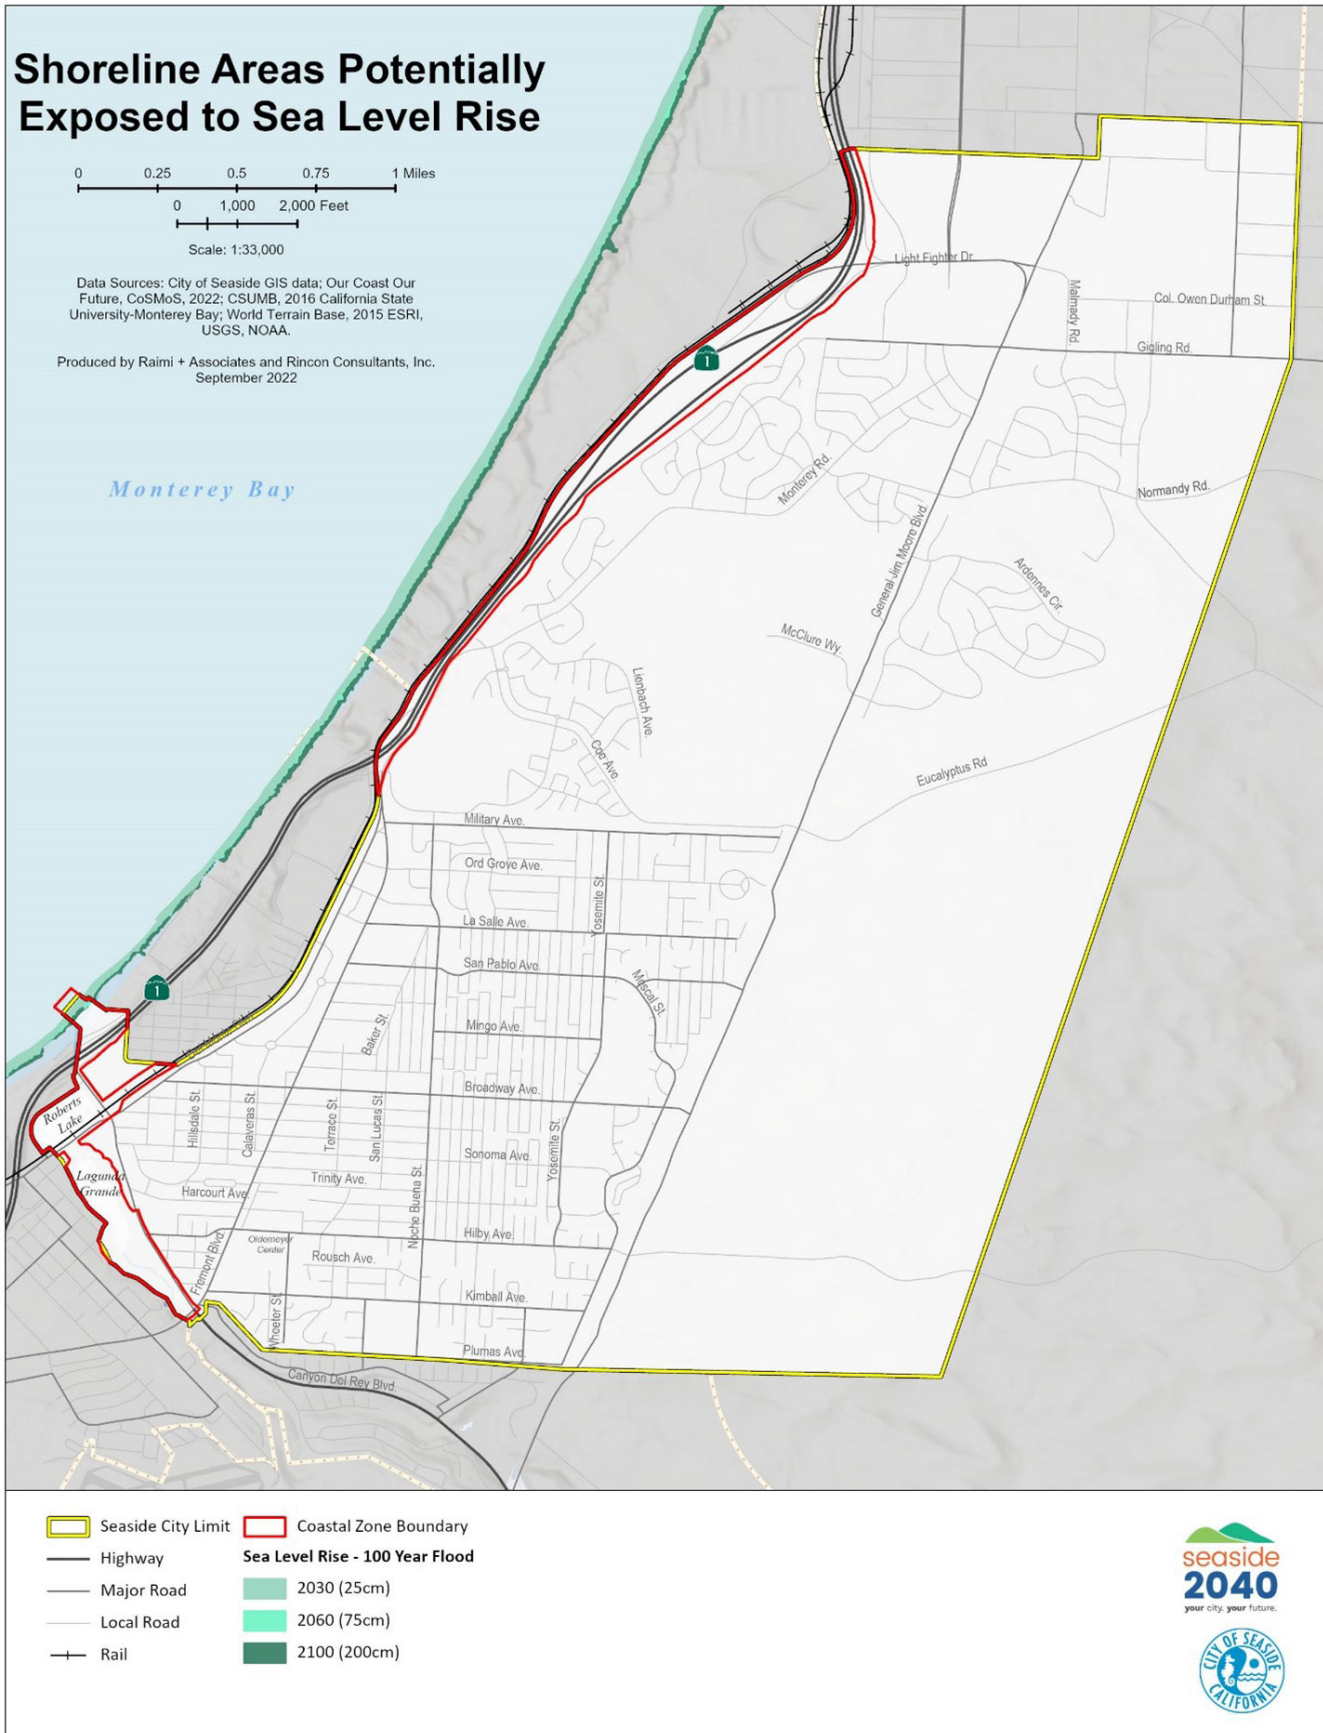 Shoreline Areas Potentially
Exposed to Sea Level Rise
0 0.25 0.5 0.75 1 Miles
0 1,000 2,000 Feet
Scale: 1:33,000
Data Sources: City of Seaside GIS data; Our Coast Our
Future, CoSMoS, 2022; CSUMB, 2016 California State
University-Monterey Bay; World Terrain Base, 2015 ESRI,
USGS, NOAA.
Produced by Raimi + Associates and Rincon Consultants, Inc.
September 2022
Monterey Bay
Light Fighter Dr
Malmady Rd.
Col. Owen Durham St.
Gigling Rd.
1
Monterey Rd.
Normandy Rd.
General Jim Moore Blvd.
Ardennes Cir.
McClure Wy.
Lienbach Ave.
Coe Ave.
Eucalyptus Rd
Military Ave.
Ord Grove Ave.
Yosemite St.
La Salle Ave.
San Pablo Ave.
Mescal St.
1
Mingo Ave.
Baker St.
Broadway Ave.
Roberts
Lake
Hillsdale St.
Calaveras St.
Terrace St.
San Lucas St.
Sonoma Ave.
Yosemite St.
Lagunda
Grande
Trinity Ave.
Harcourt Ave.
Noche Buena St.
Hilby Ave.
Fremont Blvd.
Oldemeyer
Center
Rousch Ave.
Kimball Ave.
Wheeler St.
Plumas Ave.
Canyon Del Rey Blvd.
Seaside City Limit
Highway
Major Road
Local Road
Rail
Coastal Zone Boundary
Sea Level Rise - 100 Year Flood
2030 (25cm)
2060 (75cm)
2100 (200cm)
seaside
2040
your city. your future.
CITY OF SEASIDE
CALIFORNIA